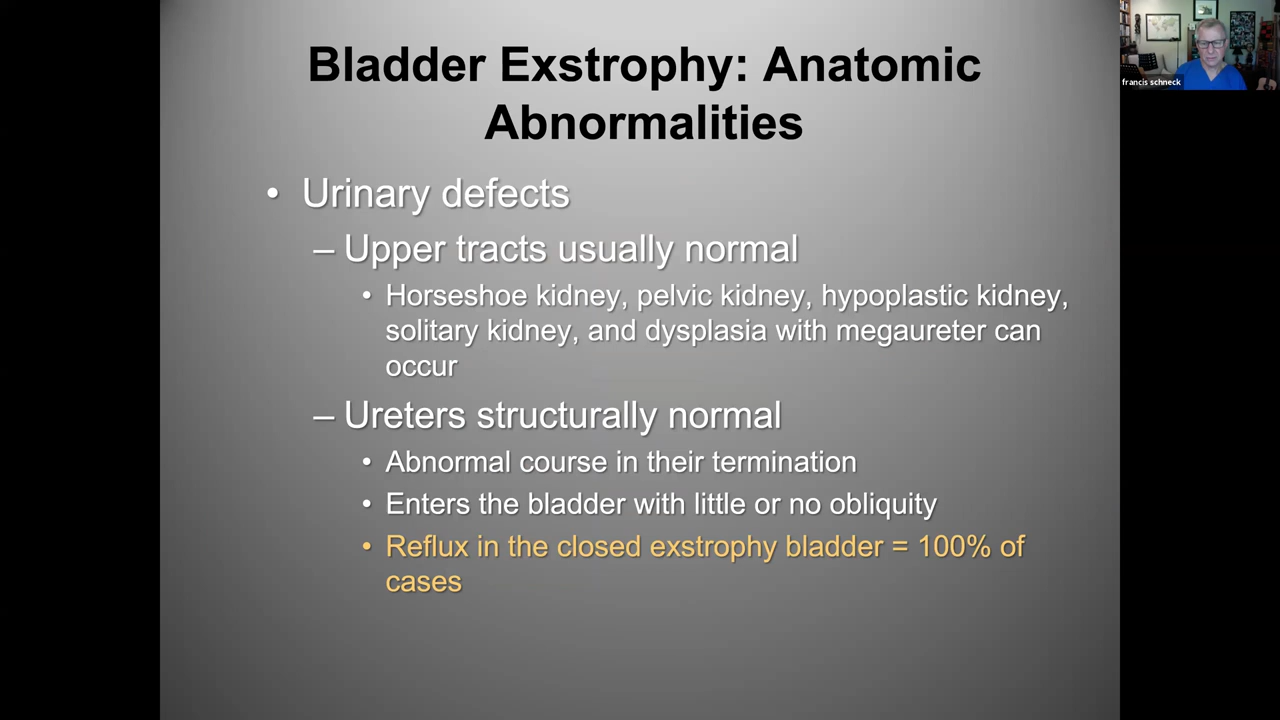 Bladder Exstrophy: Anatomic
Abnormalities
• Urinary defects
– Upper tracts usually normal
• Horseshoe kidney, pelvic kidney, hypoplastic kidney,
solitary kidney, and dysplasia with megaureter can
occur
– Ureters structurally normal
• Abnormal course in their termination
• Enters the bladder with little or no obliquity
• Reflux in the closed exstrophy bladder = 100% of
cases
francis schneck